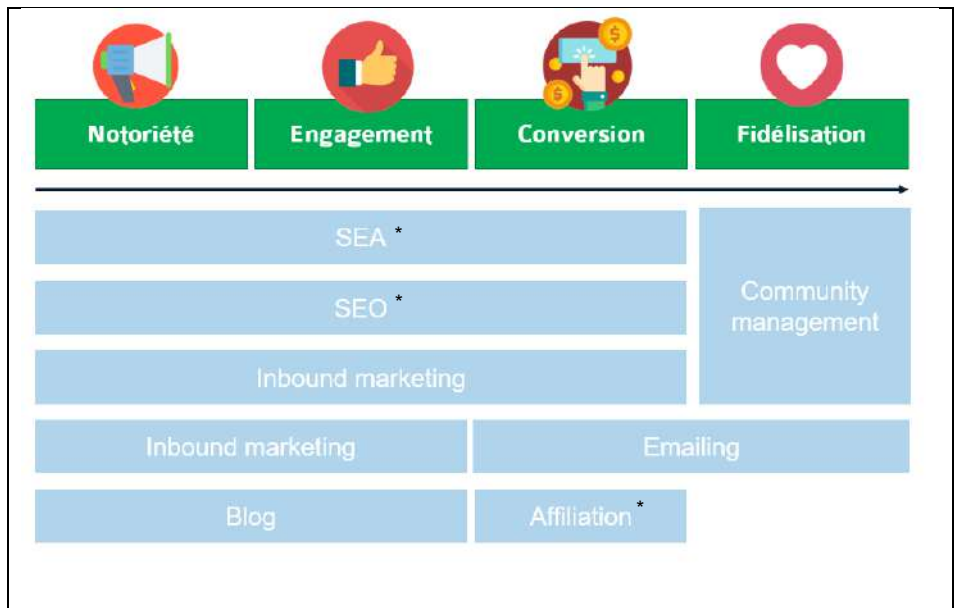 Notoriété
Engagement
Conversion
Fidélisation
SEA *
SEO *
Community
management
Inbound marketing
Inbound marketing
Emailing
Blog
Affiliation *